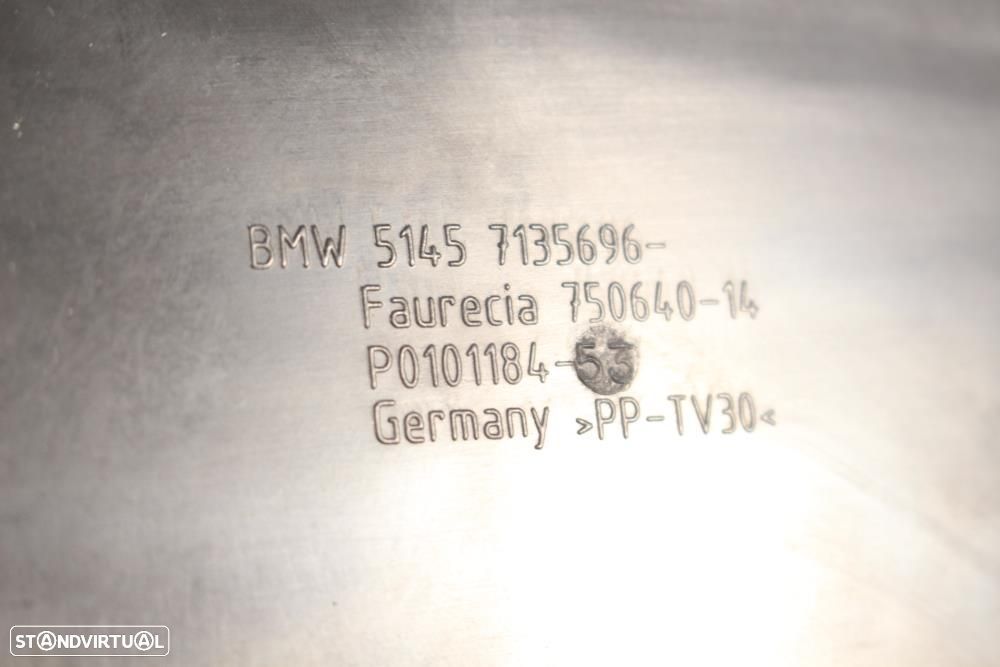 BMW 5145 7135696-
Faurecia 750640-14
P0101184-53
Germany >PP-TV30<
STANDVIRTUAL